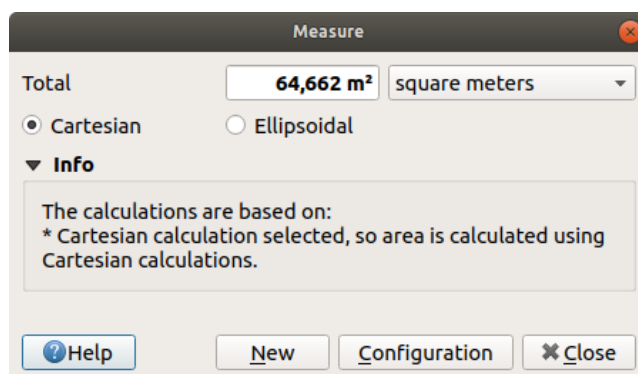 Measure
Total 64,662 m² square meters
Cartesian Ellipsoidal
Info
The calculations are based on:
* Cartesian calculation selected, so area is calculated using
Cartesian calculations.
Help New Configuration Close